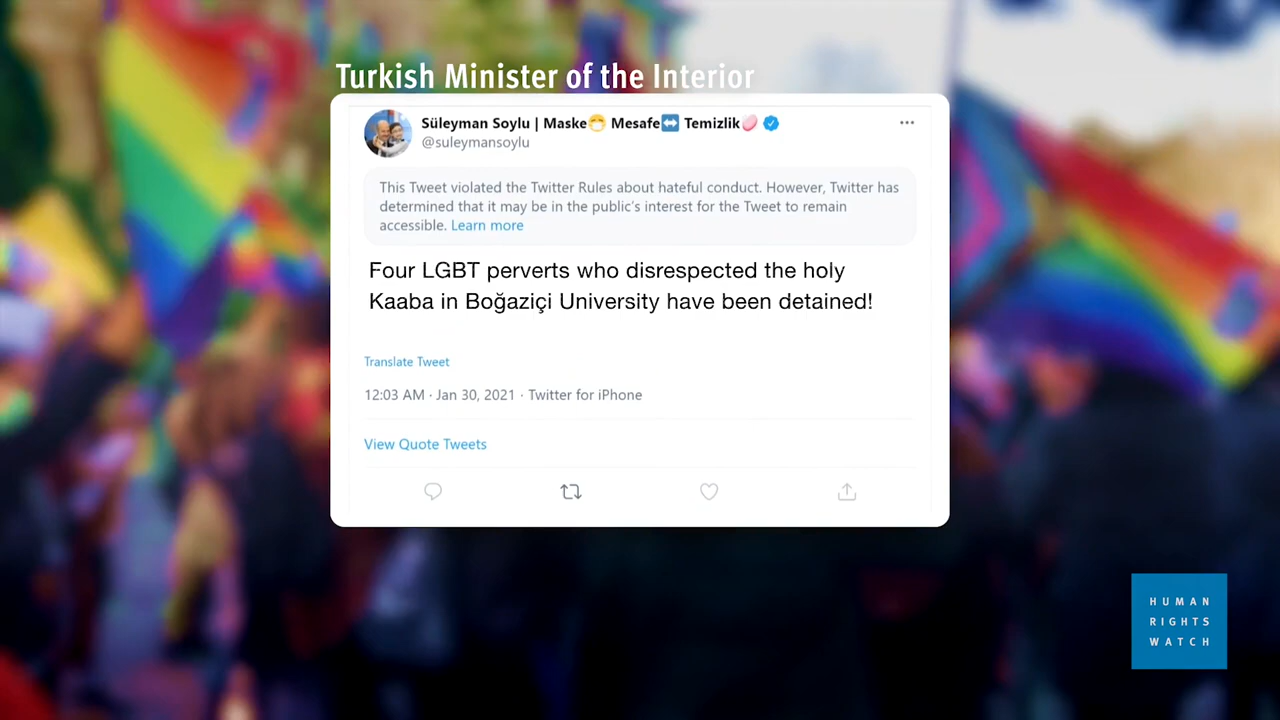 Turkish Minister of the Interior
Süleyman Soylu | Maske😷 Mesafe↔️ Temizlik🧼
@suleymansoylu
This Tweet violated the Twitter Rules about hateful conduct. However, Twitter has
determined that it may be in the public's interest for the Tweet to remain
accessible. Learn more
Four LGBT perverts who disrespected the holy
Kaaba in Boğaziçi University have been detained!
Translate Tweet
12:03 AM · Jan 30, 2021 · Twitter for iPhone
View Quote Tweets
HUMAN
RIGHTS
WATCH